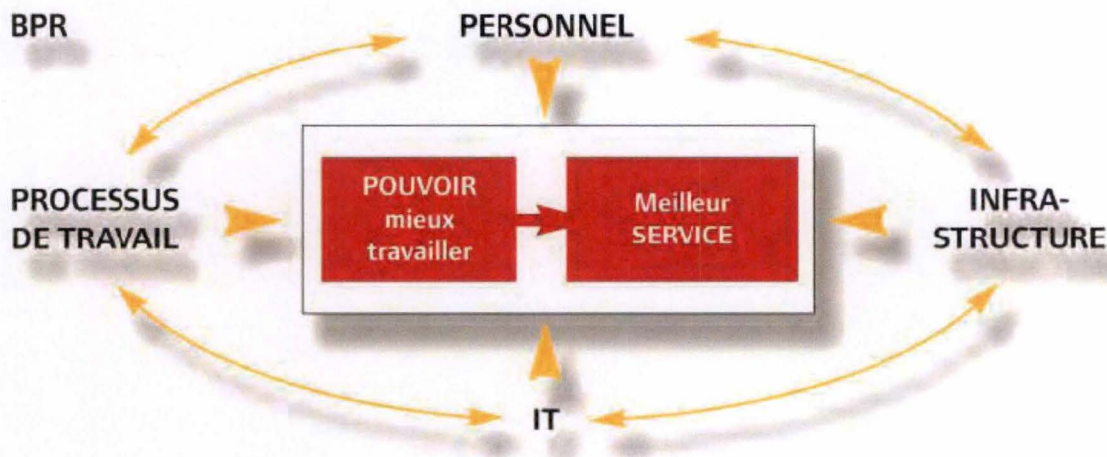 BPR
PERSONNEL
PROCESSUS
DE TRAVAIL
POUVOIR
mieux
travailler
Meilleur
SERVICE
INFRA-
STRUCTURE
IT